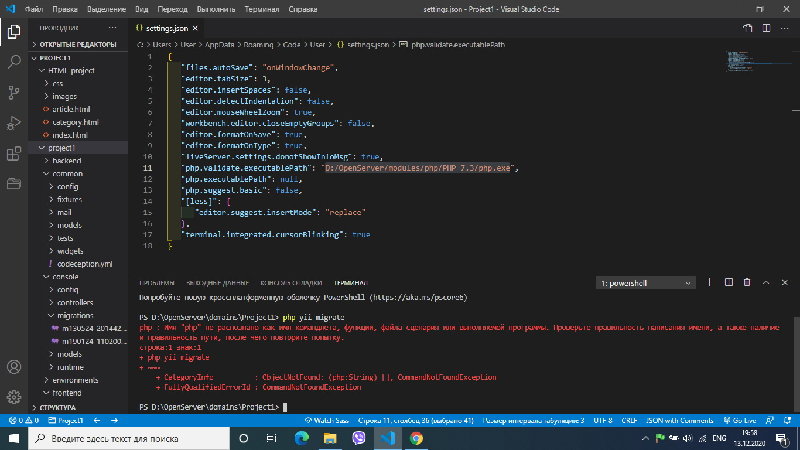 Файл Правка Выделение Вид Переход Выполнить Терминал Справка
settings.json - Project1 - Visual Studio Code
ПРОВОДНИК
ОТКРЫТЫЕ РЕДАКТОРЫ
PROJECT1
HTML_project
css
images
article.html
category.html
index.html
project1
backend
common
config
fixtures
mail
models
tests
widgets
codeception.yml
console
config
controllers
migrations
m130524_201442...
m190124_110200...
models
runtime
environments
frontend
СТРУКТУРА
settings.json
C: > Users > User > AppData > Roaming > Code > User > settings.json > php.validate.executablePath
1 {
2 "files.autoSave": "onWindowChange",
3 "editor.tabSize": 3,
4 "editor.insertSpaces": false,
5 "editor.detectIndentation": false,
6 "editor.mouseWheelZoom": true,
7 "workbench.editor.closeEmptyGroups": false,
8 "editor.formatOnSave": true,
9 "editor.formatOnType": true,
10 "liveServer.settings.donotShowInfoMsg": true,
11 "php.validate.executablePath": "D:/OpenServer/modules/php/PHP_7.3/php.exe",
12 "php.executablePath": null,
13 "php.suggest.basic": false,
14 "[less]": {
15 "editor.suggest.insertMode": "replace"
16 },
17 "terminal.integrated.cursorBlinking": true
18 }
ПРОБЛЕМЫ ВЫХОДНЫЕ ДАННЫЕ КОНСОЛЬ ОТЛАДКИ ТЕРМИНАЛ
1: powershell
Попробуйте новую кроссплатформенную оболочку PowerShell (https://aka.ms/pscore6)
PS D:\OpenServer\domains\Project1> php yii migrate
php : Имя "php" не распознано как имя командлета, функции, файла сценария или выполняемой программы. Проверьте правильность написания имени, а также наличие
и правильность пути, после чего повторите попытку.
строка:1 знак:1
+ php yii migrate
+ ~~~
+ CategoryInfo : ObjectNotFound: (php:String) [], CommandNotFoundException
+ FullyQualifiedErrorId : CommandNotFoundException
PS D:\OpenServer\domains\Project1>
0 0 Project1
Watch Sass
Строка 11, столбец 36 (выбрано 41)
Размер интервала табуляции: 3
UTF-8
CRLF
JSON with Comments
Go Live
Введите здесь текст для поиска
ENG
19:58
13.12.2020
1